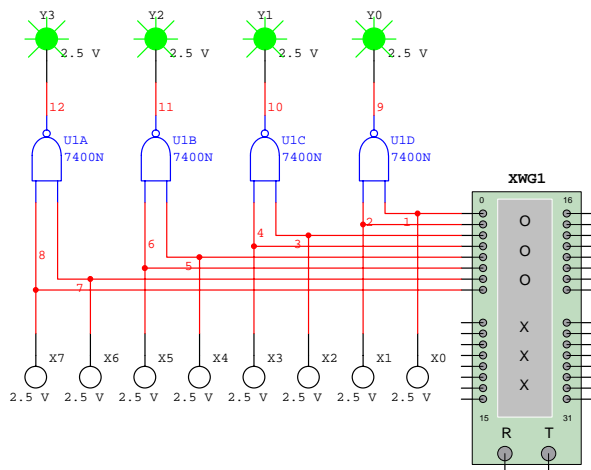 Y3 Y2 Y1 Y0
2.5 V 2.5 V 2.5 V 2.5 V
12 11 10 9
U1A U1B U1C U1D
7400N 7400N 7400N 7400N
XWG1
0 16
8 6 4 3 2 1
7 5
O
O
O
X
X
X
X7 X6 X5 X4 X3 X2 X1 X0
2.5 V 2.5 V 2.5 V 2.5 V 2.5 V 2.5 V 2.5 V 2.5 V
15 31
R T